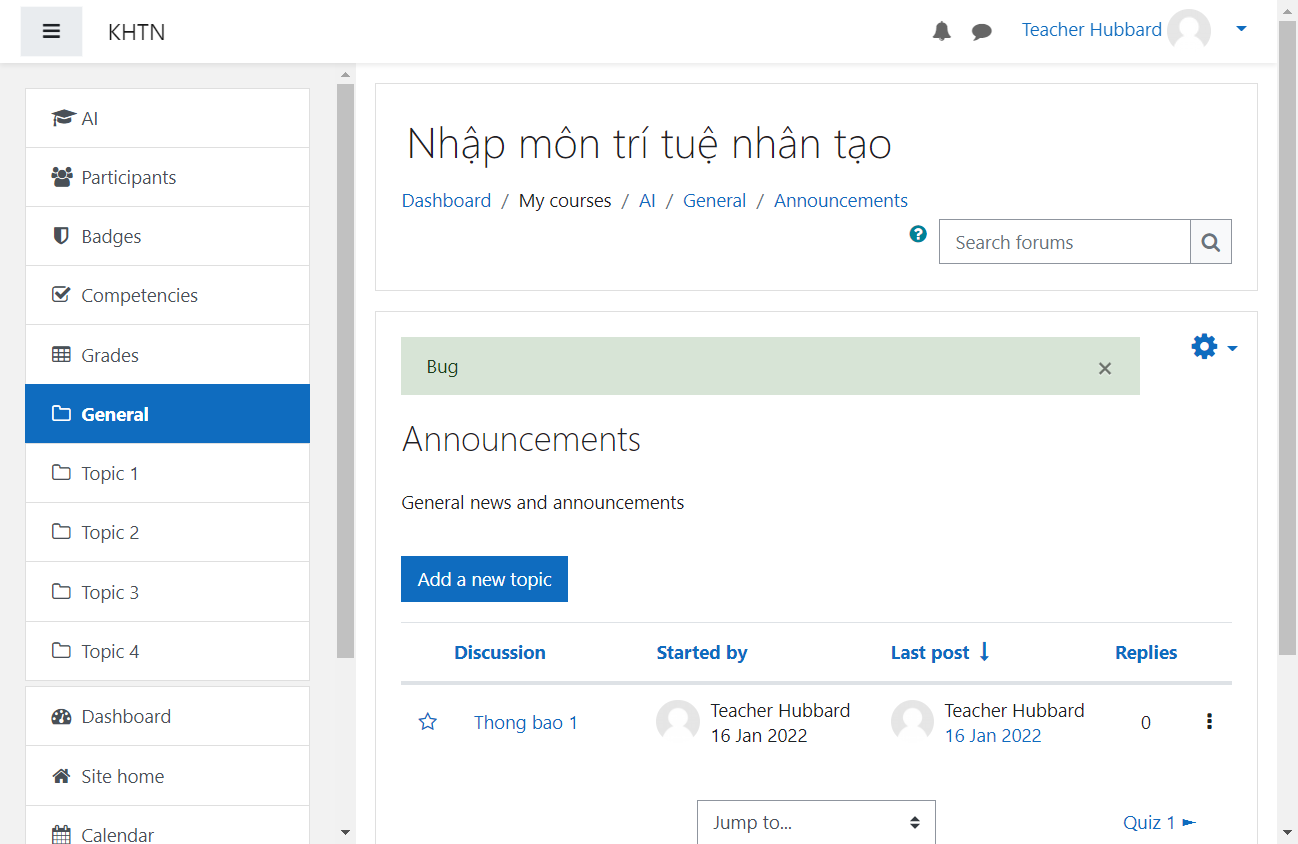 KHTN
Teacher Hubbard
AI
Participants
Badges
Competencies
Grades
General
Topic 1
Topic 2
Topic 3
Topic 4
Dashboard
Site home
Calendar
Nhập môn trí tuệ nhân tạo
Dashboard / My courses / AI / General / Announcements
Search forums
Bug ×
Announcements
General news and announcements
Add a new topic
Discussion Started by Last post ↓ Replies
Thong bao 1 Teacher Hubbard Teacher Hubbard 0
16 Jan 2022 16 Jan 2022
Jump to... Quiz 1 ►